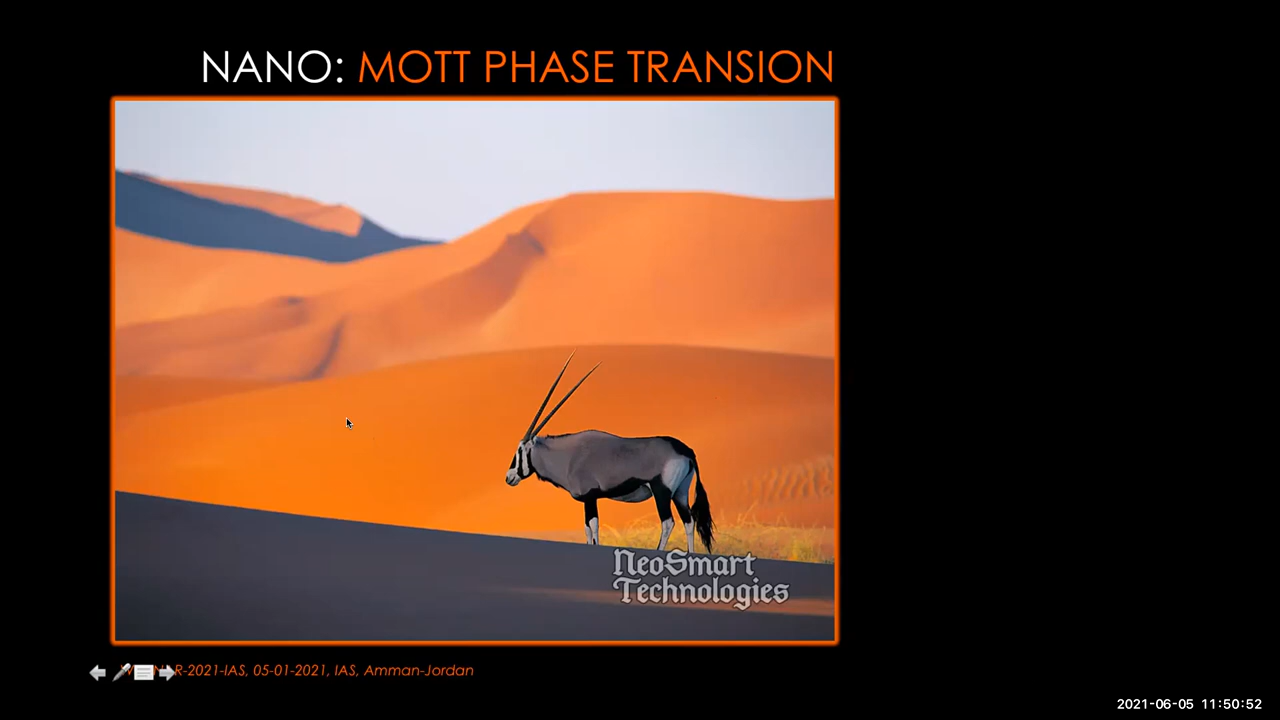 NANO: MOTT PHASE TRANSION
NeoSmart
Technologies
R-2021-IAS, 05-01-2021, IAS, Amman-Jordan
2021-06-05 11:50:52